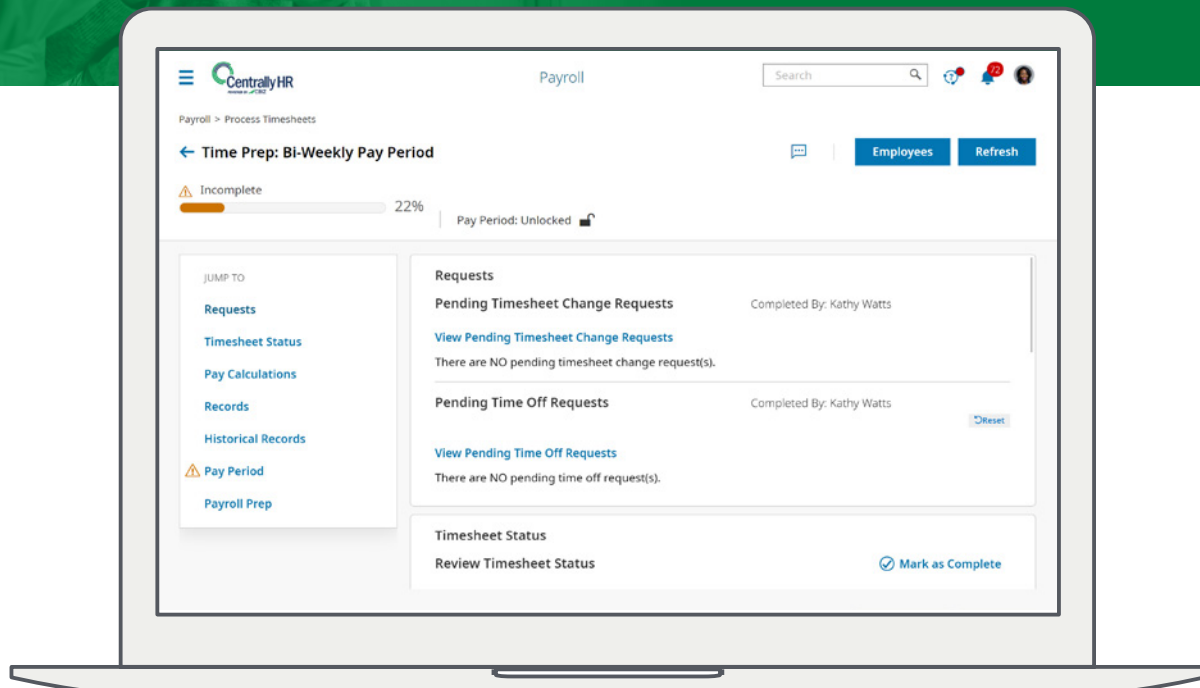 Centrally HR
Payroll
Search
72
Payroll > Process Timesheets
Time Prep: Bi-Weekly Pay Period
Employees
Refresh
Incomplete
22%
Pay Period: Unlocked
JUMP TO
Requests
Timesheet Status
Pay Calculations
Records
Historical Records
Pay Period
Payroll Prep
Requests
Pending Timesheet Change Requests
Completed By: Kathy Watts
View Pending Timesheet Change Requests
There are NO pending timesheet change request(s).
Pending Time Off Requests
Completed By: Kathy Watts
Reset
View Pending Time Off Requests
There are NO pending time off request(s).
Timesheet Status
Review Timesheet Status
Mark as Complete